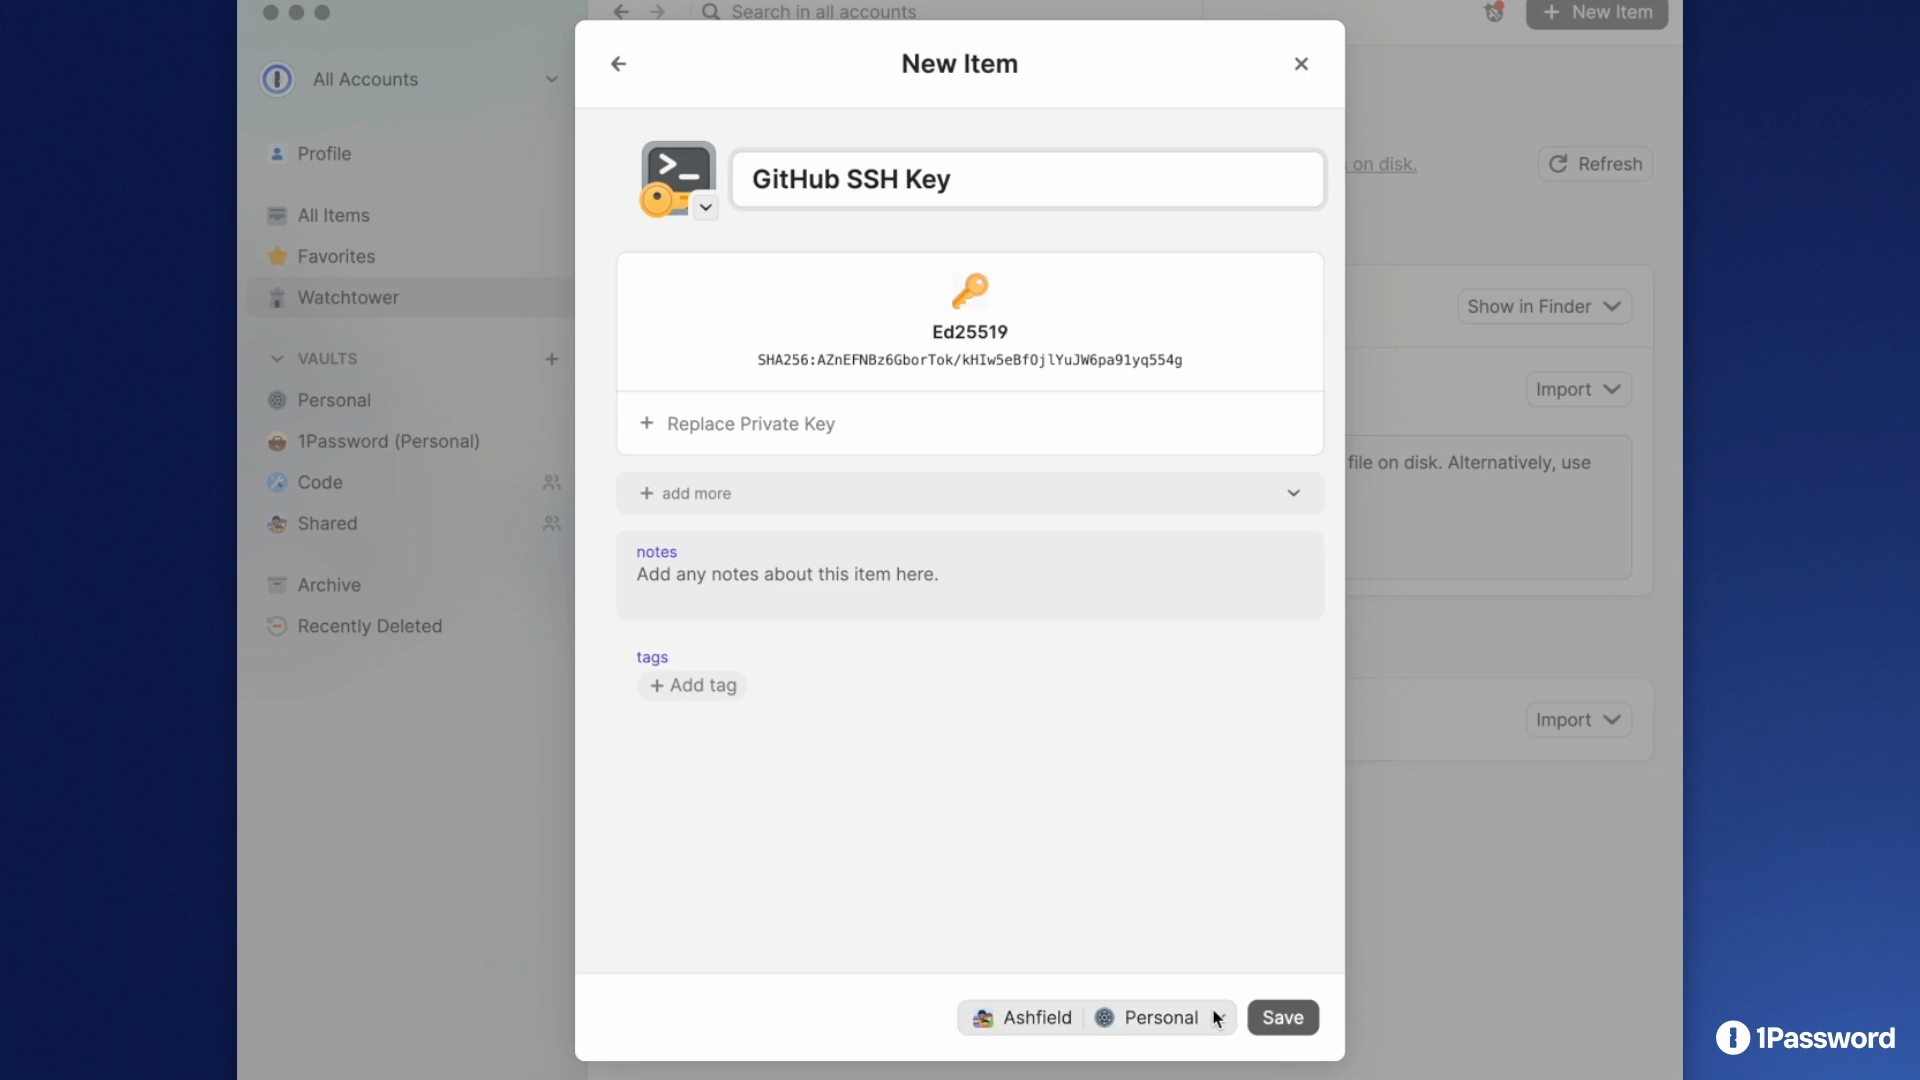 Search in all accounts
New Item
All Accounts
Profile
All Items
Favorites
Watchtower
VAULTS
Personal
1Password (Personal)
Code
Shared
Archive
Recently Deleted
New Item
GitHub SSH Key
Ed25519
SHA256:AZnEFNBz6GborTok/kHIw5eBfOjlYuJW6pa91yq554g
Replace Private Key
add more
notes
Add any notes about this item here.
tags
Add tag
Ashfield
Personal
Save
on disk.
Refresh
Show in Finder
Import
file on disk. Alternatively, use
Import
1Password